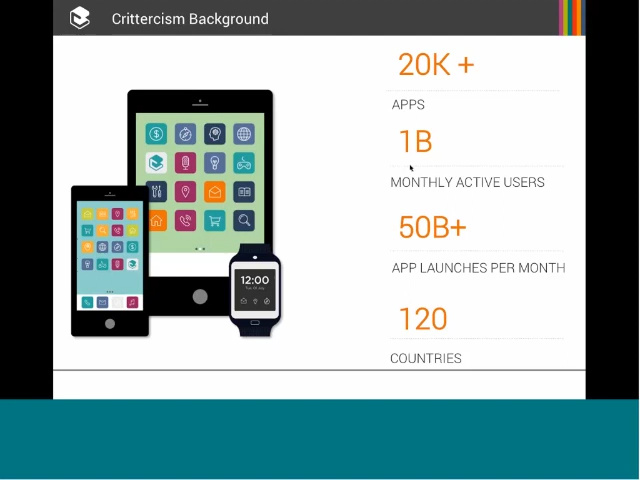 Crittercism Background
20K +
APPS
1B
MONTHLY ACTIVE USERS
50B+
APP LAUNCHES PER MONTH
120
COUNTRIES
12:00